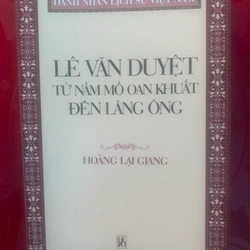 DANH NHÂN LỊCH SỬ VIỆT NAM
LÊ VĂN DUYỆT
TỪ NẤM MỒ OAN KHUẤT
ĐẾN LĂNG ÔNG
HOÀNG LẠI GIANG